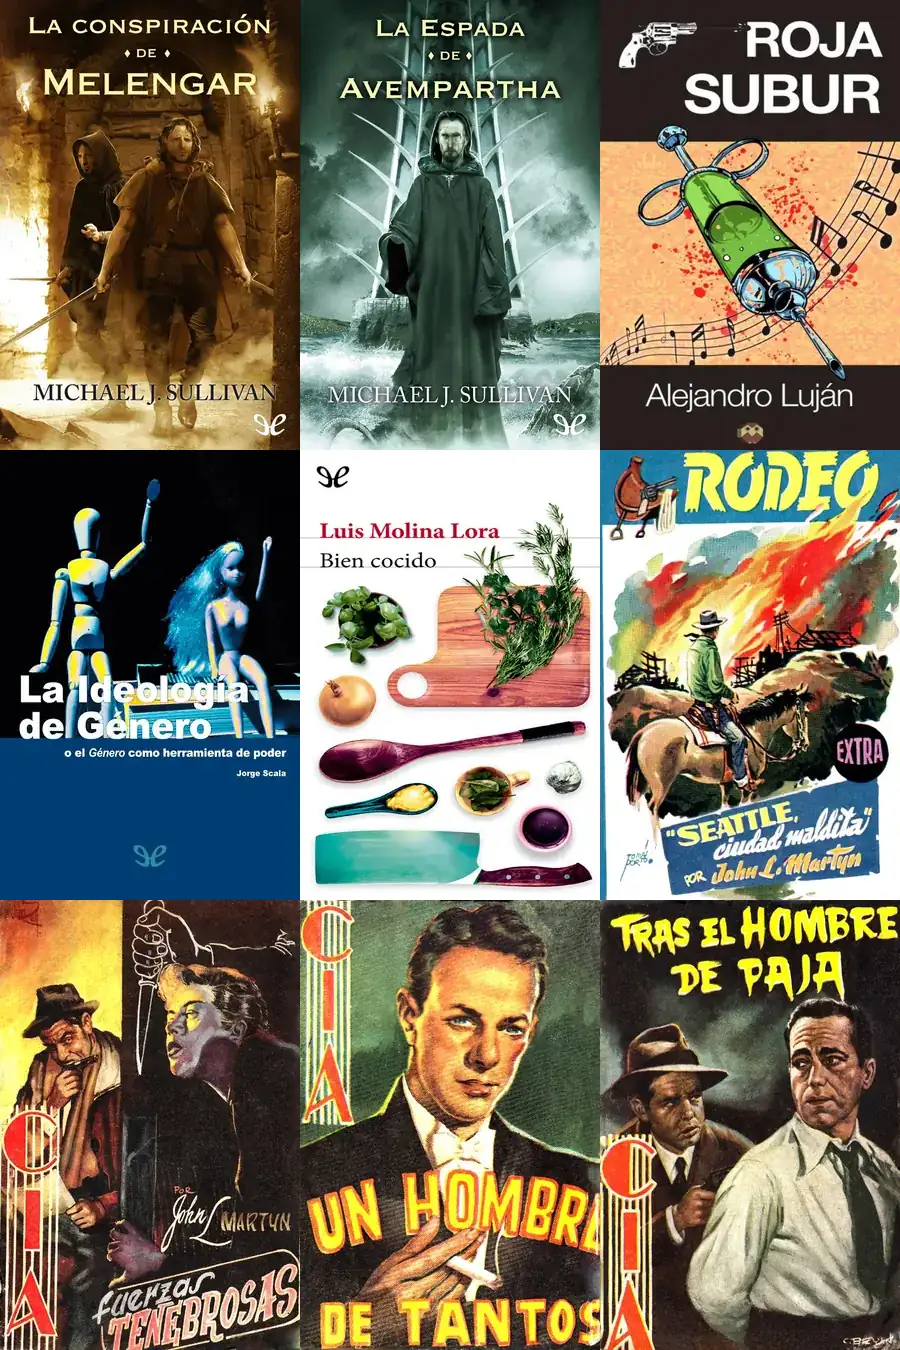 LA CONSPIRACIÓN
DE
MELENGAR
MICHAEL J. SULLIVAN
LA ESPADA
DE
AVEMPARTHA
MICHAEL J. SULLIVAN
ROJA
SUBUR
Alejandro Luján
La Ideología
de Género
o el Género como herramienta de poder
Jorge Scala
Luis Molina Lora
Bien cocido
RODEO
EXTRA
"SEATTLE,
ciudad maldita"
POR John L. Martyn
CIA
POR
John L MARTYN
fuerzas
TENEBROSAS
CIA
UN HOMBRE
DE TANTOS
TRAS EL HOMBRE
DE PAJA
CIA